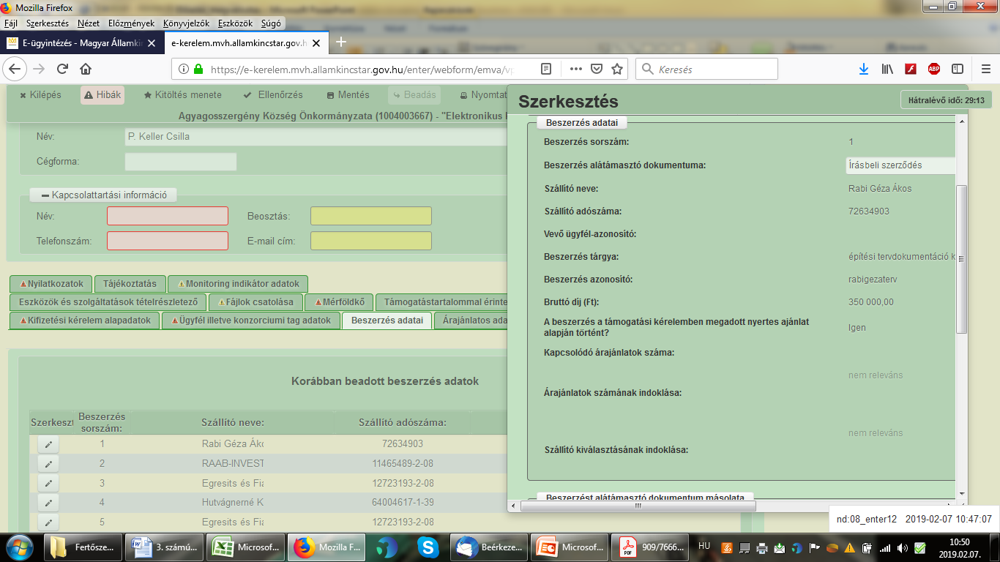 Mozilla Firefox
Fájl Szerkesztés Nézet Előzmények Könyvjelzők Eszközök Súgó
E-ügyintézés - Magyar Államki
e-kerelem.mvh.allamkincstar.gov.h
https://e-kerelem.mvh.allamkincstar.gov.hu/enter/webform/emva/vp
Keresés
ABP
Kilépés Hibák Kitöltés menete Ellenőrzés Mentés Beadás Nyomtat
Agyagosszergény Község Önkormányzata (1004003667) - "Elektronikus
Név: P. Keller Csilla
Cégforma:
Kapcsolattartási információ
Név: Beosztás:
Telefonszám: E-mail cím:
Nyilatkozatok Tájékoztatás Monitoring indikátor adatok
Eszközök és szolgáltatások tételrészletező Fájlok csatolása Mérföldkő Támogatástartalommal érinte
Kifizetési kérelem alapadatok Ügyfél illetve konzorciumi tag adatok Beszerzés adatai Árajánlatos ada
Korábban beadott beszerzés adatok
Szerkeszt Beszerzés sorszám: Szállító neve: Szállító adószáma:
1 Rabi Géza Áko 72634903
2 RAAB-INVEST 11465489-2-08
3 Egresits és Fia 12723193-2-08
4 Hutvágnerné K 64004617-1-39
5 Egresits és Fia 12723193-2-08
Szerkesztés
Hátralévő idő: 29:13
Beszerzés adatai
Beszerzés sorszám: 1
Beszerzés alátámasztó dokumentuma: Írásbeli szerződés
Szállító neve: Rabi Géza Ákos
Szállító adószáma: 72634903
Vevő ügyfél-azonosító:
Beszerzés tárgya: építési tervdokumentáció k
Beszerzés azonosító: rabigezaterv
Bruttó díj (Ft): 350 000,00
A beszerzés a támogatási kérelemben megadott nyertes ajánlat
alapján történt? Igen
Kapcsolódó árajánlatok száma:
nem releváns
Árajánlatok számának indoklása:
nem releváns
Szállító kiválasztásának indoklása:
Beszerzést alátámasztó dokumentum másolata
nd:08_enter12 2019-02-07 10:47:07
Fertősze... 3. számú... Microsof... Mozilla F... Beérkeze... Microsof... 909/7666...
HU
10:50
2019.02.07.